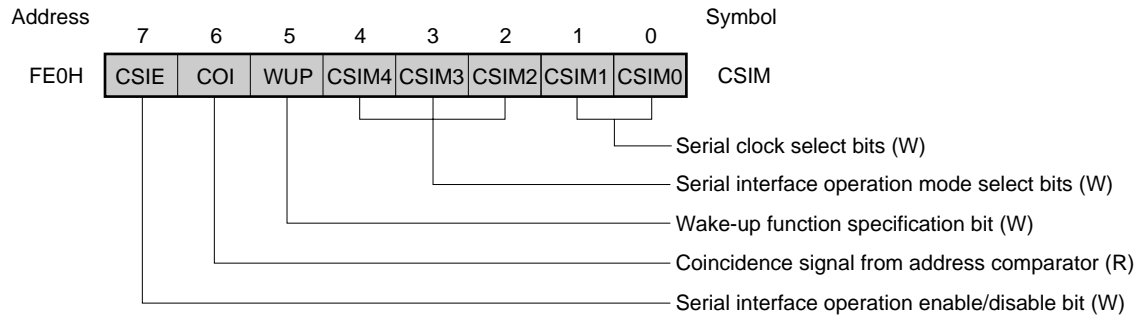 Address Symbol
7 6 5 4 3 2 1 0
FE0H CSIE COI WUP CSIM4 CSIM3 CSIM2 CSIM1 CSIM0 CSIM
Serial clock select bits (W)
Serial interface operation mode select bits (W)
Wake-up function specification bit (W)
Coincidence signal from address comparator (R)
Serial interface operation enable/disable bit (W)